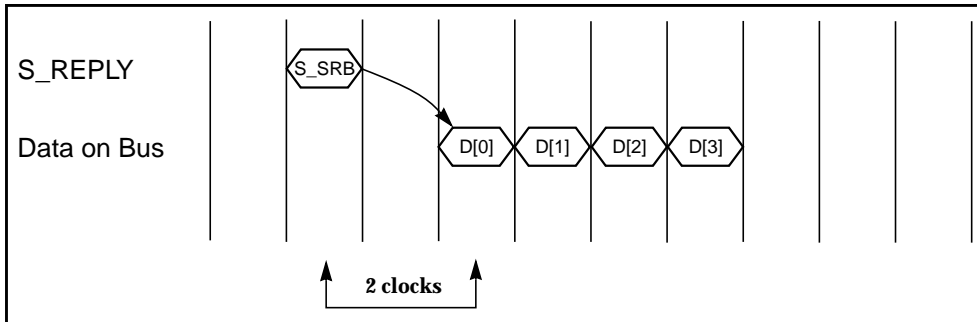 S_REPLY
S_SRB
Data on Bus
D[0] D[1] D[2] D[3]
2 clocks